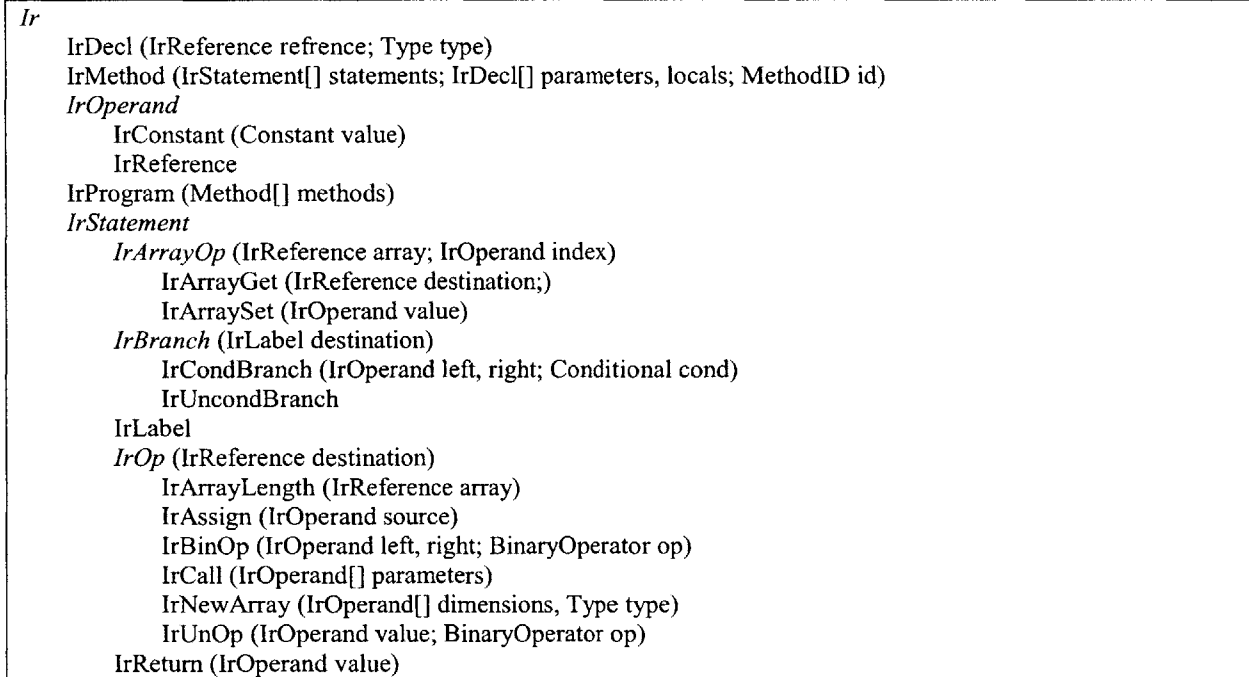 Ir
IrDecl (IrReference refrence; Type type)
IrMethod (IrStatement[] statements; IrDecl[] parameters, locals; MethodID id)
IrOperand
IrConstant (Constant value)
IrReference
IrProgram (Method[] methods)
IrStatement
IrArrayOp (IrReference array; IrOperand index)
IrArrayGet (IrReference destination;)
IrArraySet (IrOperand value)
IrBranch (IrLabel destination)
IrCondBranch (IrOperand left, right; Conditional cond)
IrUncondBranch
IrLabel
IrOp (IrReference destination)
IrArrayLength (IrReference array)
IrAssign (IrOperand source)
IrBinOp (IrOperand left, right; BinaryOperator op)
IrCall (IrOperand[] parameters)
IrNewArray (IrOperand[] dimensions, Type type)
IrUnOp (IrOperand value; BinaryOperator op)
IrReturn (IrOperand value)